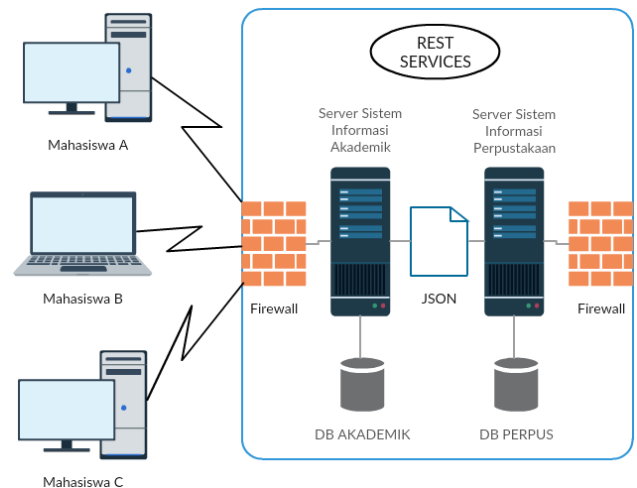 REST
SERVICES
Mahasiswa A
Server Sistem
Informasi
Akademik
Server Sistem
Informasi
Perpustakaan
Mahasiswa B
Firewall
JSON
Firewall
DB AKADEMIK
DB PERPUS
Mahasiswa C